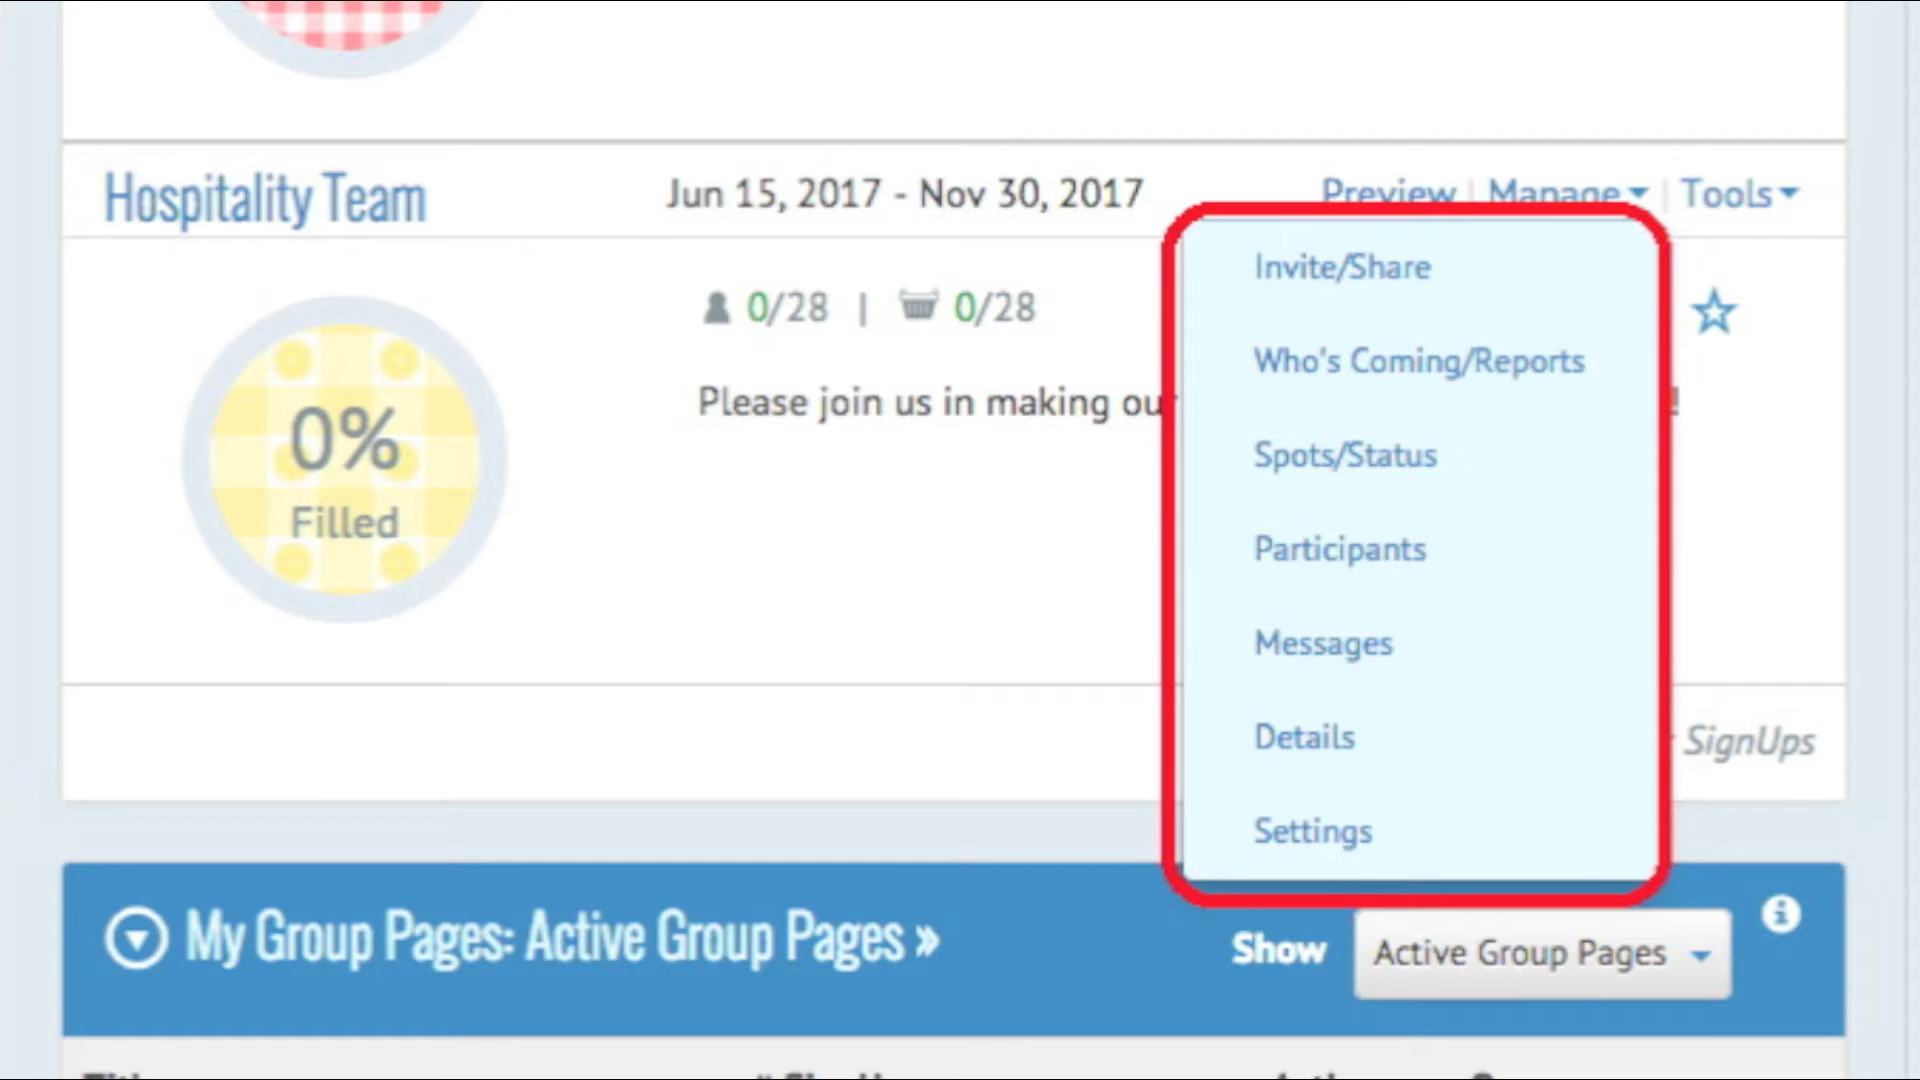 Hospitality Team
Jun 15, 2017 - Nov 30, 2017
Preview | Manage | Tools
0/28 | 0/28
Please join us in making ou
!
0%
Filled
Invite/Share
Who's Coming/Reports
Spots/Status
Participants
Messages
Details
Settings
SignUps
My Group Pages: Active Group Pages »
Show
Active Group Pages